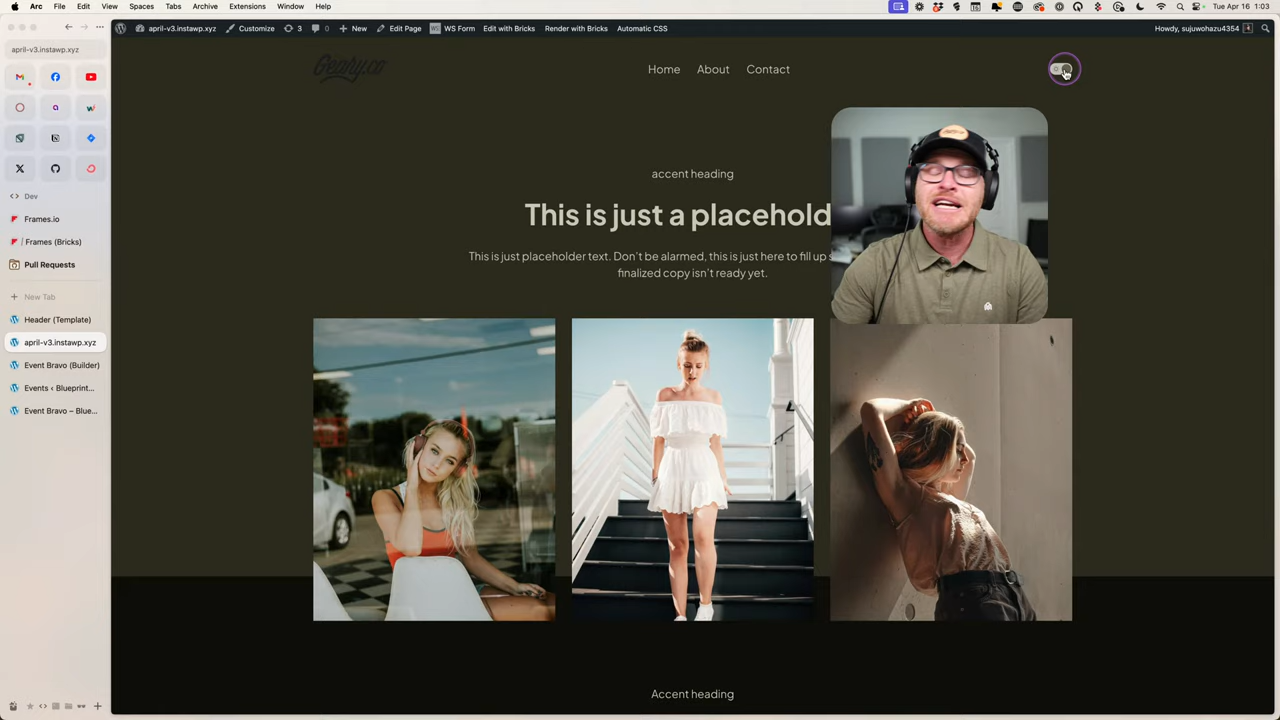 Arc File Edit View Spaces Tabs Archive Extensions Window Help
Tue Apr 16 1:03
april-v3.instawp.xyz
Customize
3
0
New
Edit Page
WS Form
Edit with Bricks
Render with Bricks
Automatic CSS
Howdy, sujuwohazu4354
april-v3.instawp.xyz
Dev
Frames.io
/ Frames (Bricks)
Pull Requests
New Tab
Header (Template)
april-v3.instawp.xyz
Event Bravo (Builder)
Events ‹ Blueprint...
Event Bravo – Blue...
Geary.co
Home
About
Contact
accent heading
This is just a placehold
This is just placeholder text. Don't be alarmed, this is just here to fill up s
finalized copy isn't ready yet.
Accent heading